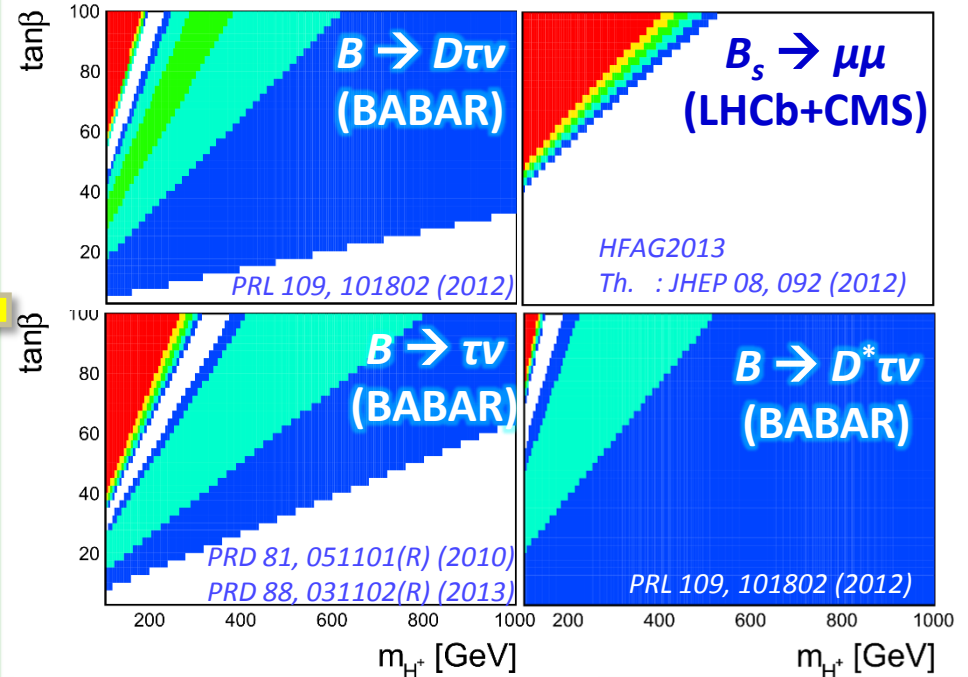 tanβ
100
80
60
40
20
B → Dτν
(BABAR)
PRL 109, 101802 (2012)
B_s → μμ
(LHCb+CMS)
HFAG2013
Th. : JHEP 08, 092 (2012)
tanβ
100
80
60
40
20
B → τν
(BABAR)
PRD 81, 051101(R) (2010)
PRD 88, 031102(R) (2013)
B → D*τν
(BABAR)
PRL 109, 101802 (2012)
200 400 600 800 1000 200 400 600 800 1000
m_H⁺ [GeV] m_H⁺ [GeV]